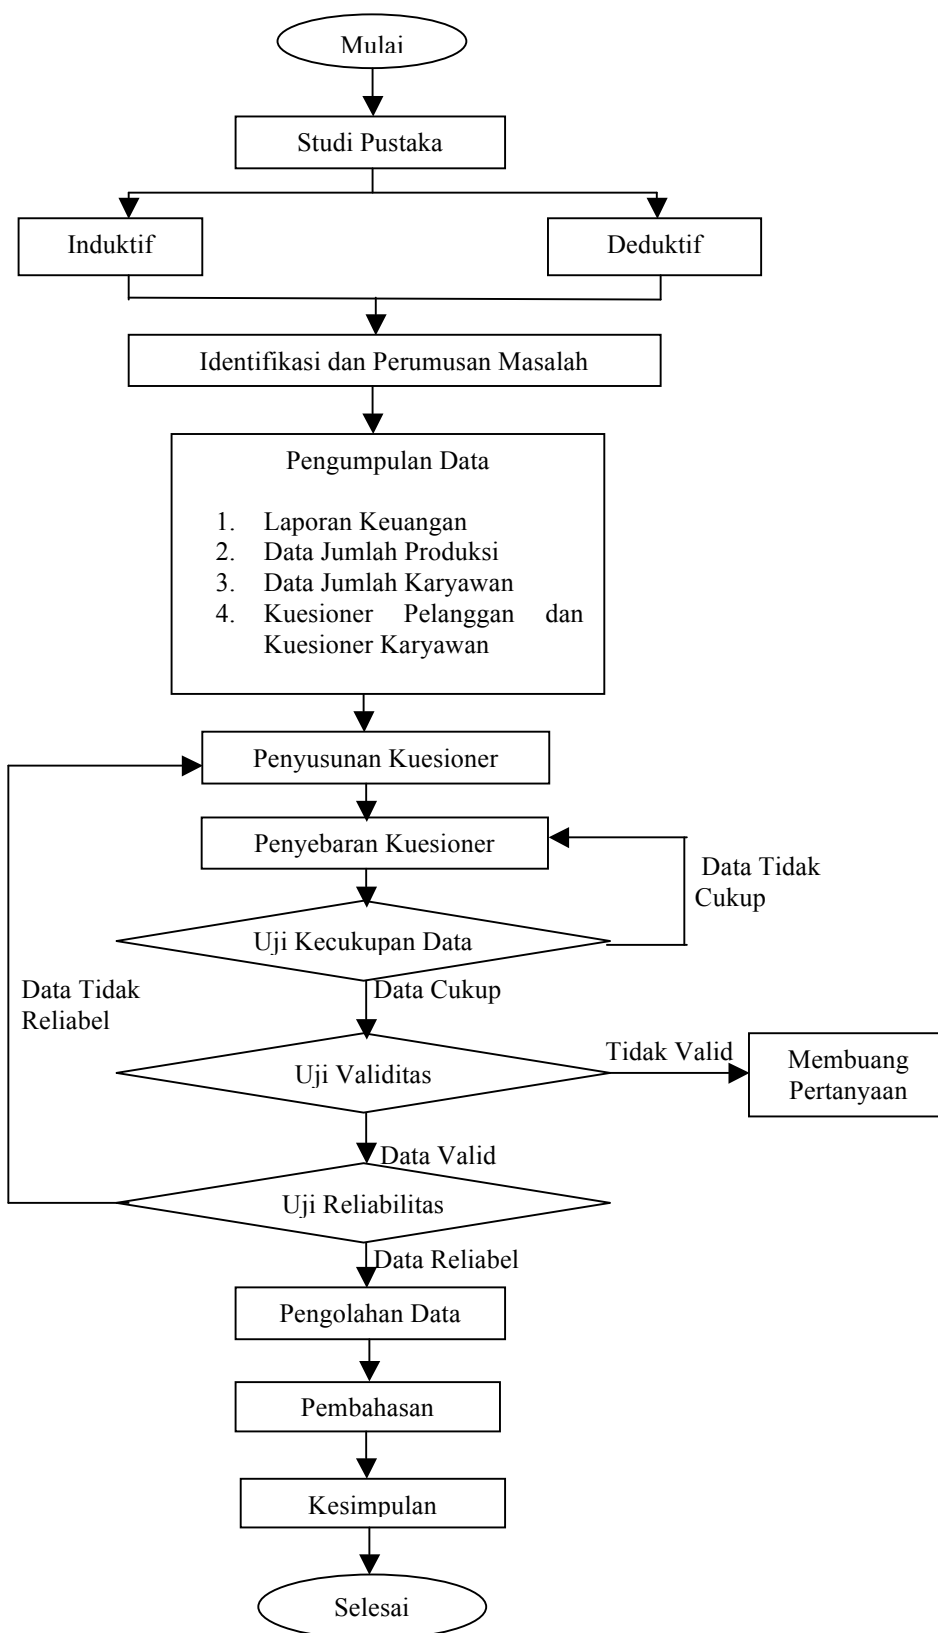 Mulai
Studi Pustaka
Induktif
Deduktif
Identifikasi dan Perumusan Masalah
Pengumpulan Data
1. Laporan Keuangan
2. Data Jumlah Produksi
3. Data Jumlah Karyawan
4. Kuesioner Pelanggan dan
Kuesioner Karyawan
Penyusunan Kuesioner
Penyebaran Kuesioner
Data Tidak
Cukup
Uji Kecukupan Data
Data Tidak
Reliabel
Data Cukup
Uji Validitas
Tidak Valid
Membuang
Pertanyaan
Data Valid
Uji Reliabilitas
Data Reliabel
Pengolahan Data
Pembahasan
Kesimpulan
Selesai